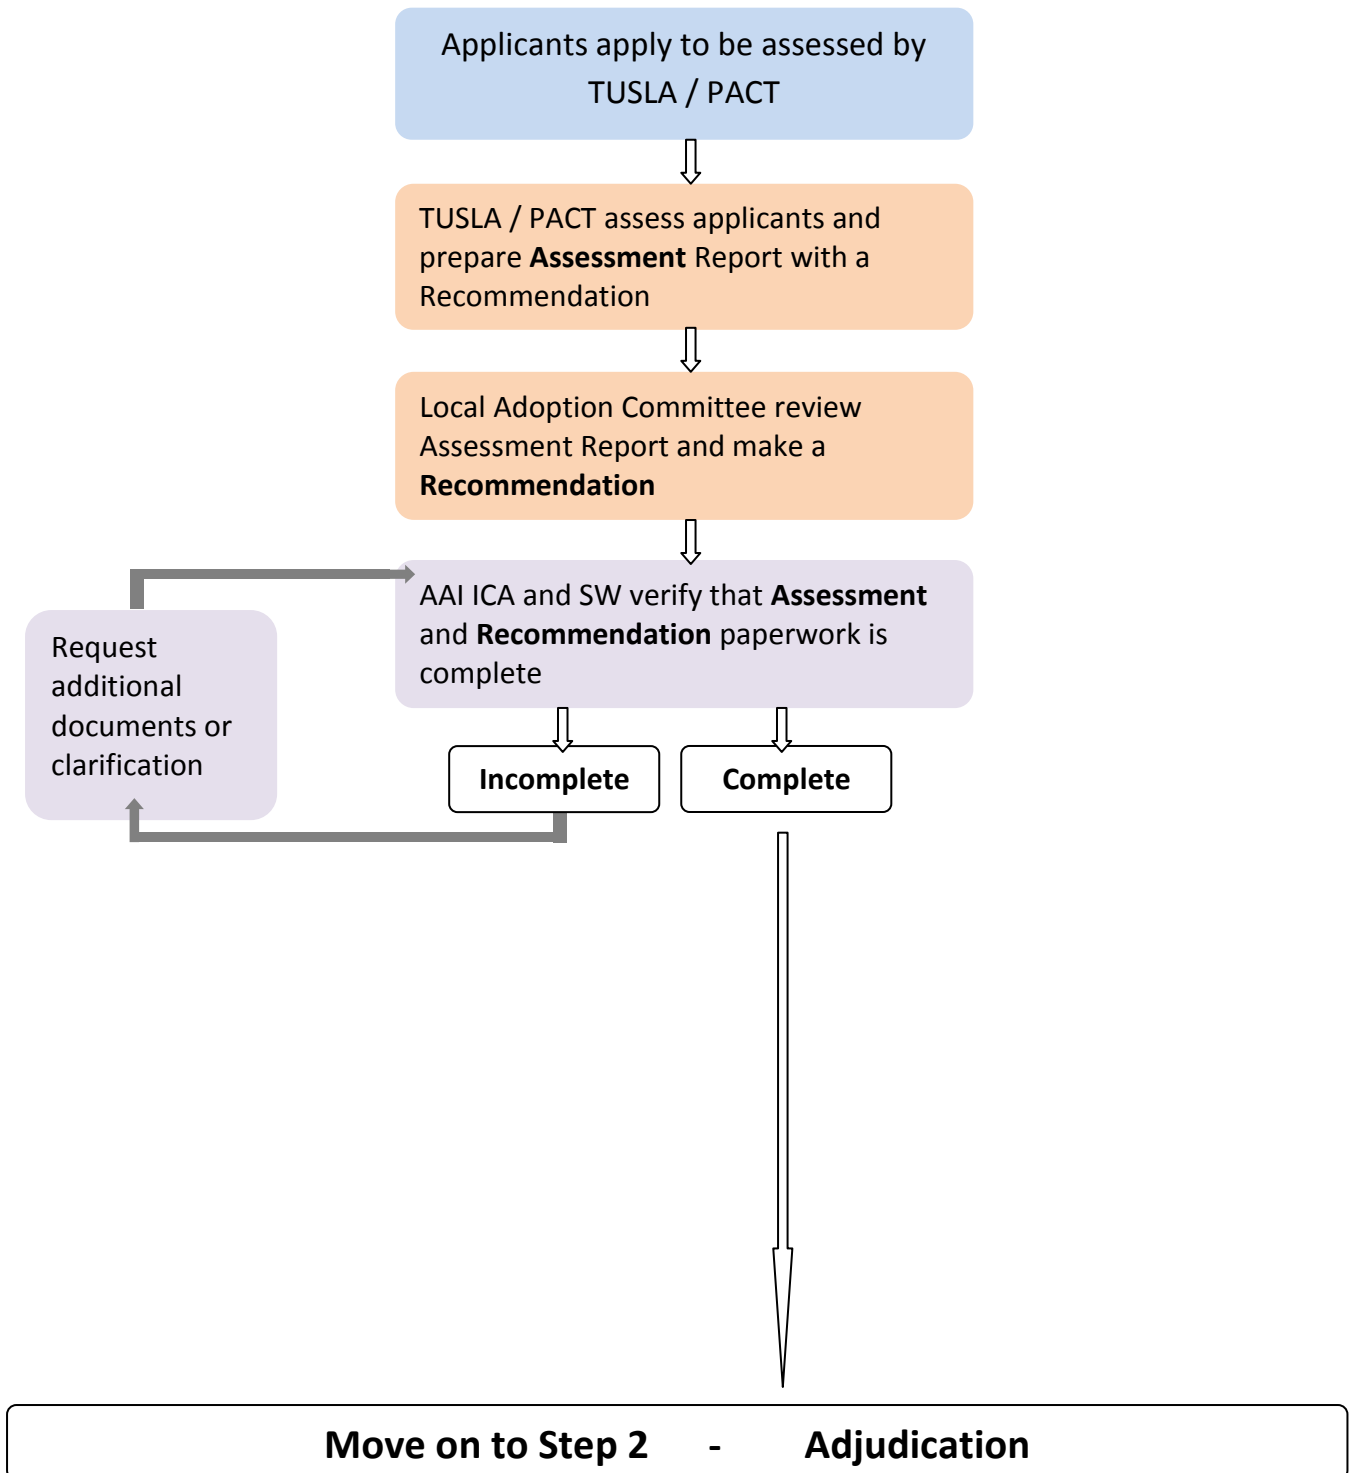 Applicants apply to be assessed by
TUSLA / PACT
TUSLA / PACT assess applicants and
prepare Assessment Report with a
Recommendation
Local Adoption Committee review
Assessment Report and make a
Recommendation
AAI ICA and SW verify that Assessment
and Recommendation paperwork is
complete
Request
additional
documents or
clarification
Incomplete
Complete
Move on to Step 2 - Adjudication